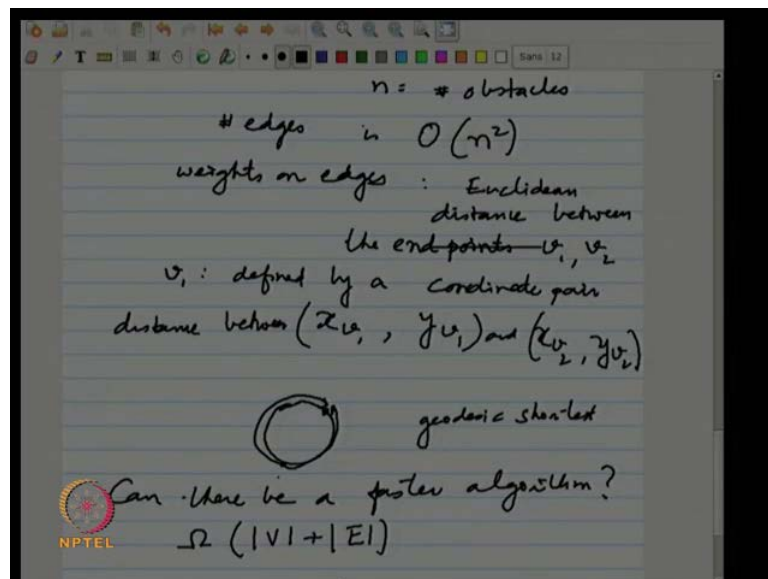 Sans 12
n = # obstacles
# edges is O(n²)
weights on edges : Euclidean
distance between
the end points v₁, v₂
v₁ : defined by a coordinate pair
distance between (x_v₁, y_v₁) and (x_v₂, y_v₂)
geodesic shortest
Can there be a faster algorithm?
Ω (|V| + |E|)
NPTEL